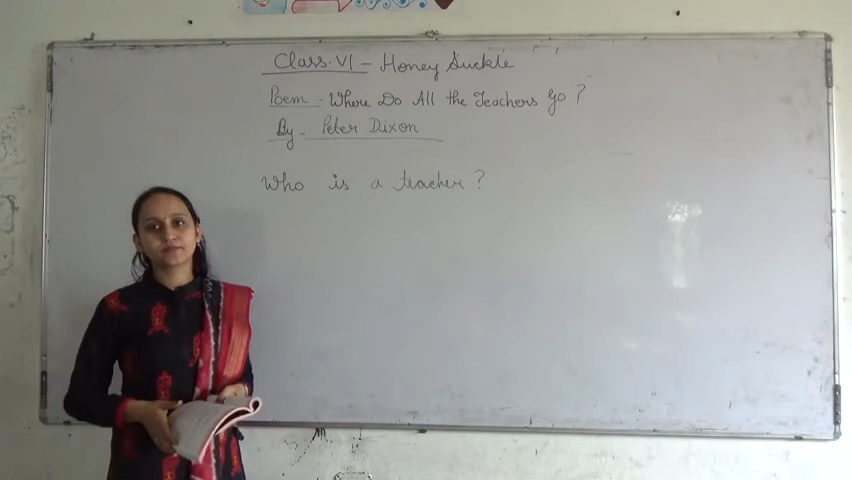 Class-VI - Honey Suckle
Poem - Where Do All the Teachers Go ?
By - Peter Dixon
Who is a teacher ?